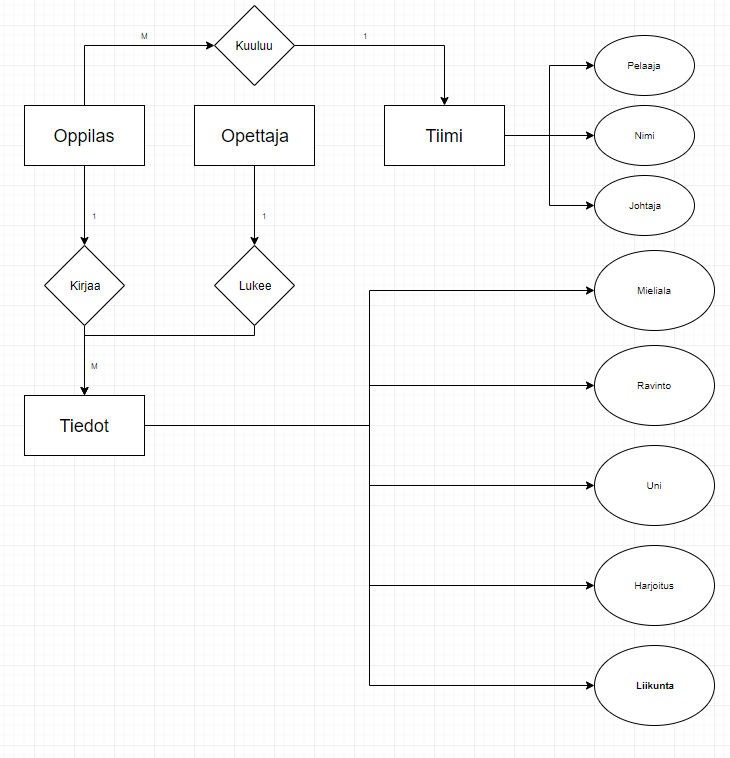 M
Kuuluu
1
Pelaaja
Oppilas
Opettaja
Tiimi
Nimi
Johtaja
1
1
Kirjaa
Lukee
Mieliala
M
Ravinto
Tiedot
Uni
Harjoitus
Liikunta